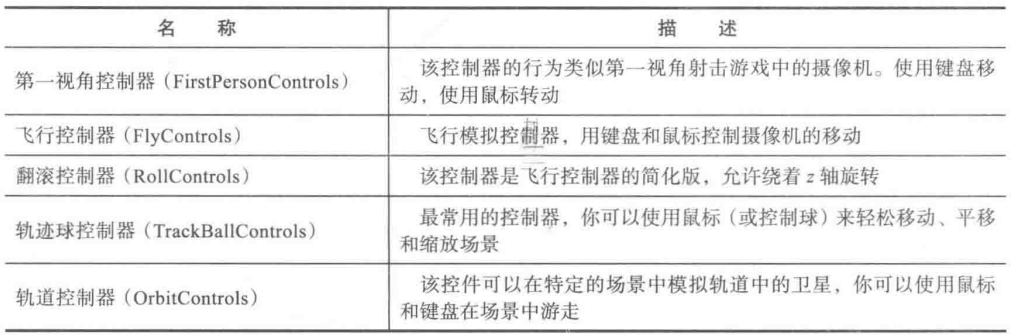 名 称 描 述
第一视角控制器（FirstPersonControls） 该控制器的行为类似第一视角射击游戏中的摄像机。使用键盘移
动，使用鼠标转动
飞行控制器（FlyControls） 飞行模拟控制器，用键盘和鼠标控制摄像机的移动
翻滚控制器（RollControls） 该控制器是飞行控制器的简化版，允许绕着 z 轴旋转
轨迹球控制器（TrackBallControls） 最常用的控制器，你可以使用鼠标（或控制球）来轻松移动、平移
和缩放场景
轨道控制器（OrbitControls） 该控件可以在特定的场景中模拟轨道中的卫星，你可以使用鼠标
和键盘在场景中游走